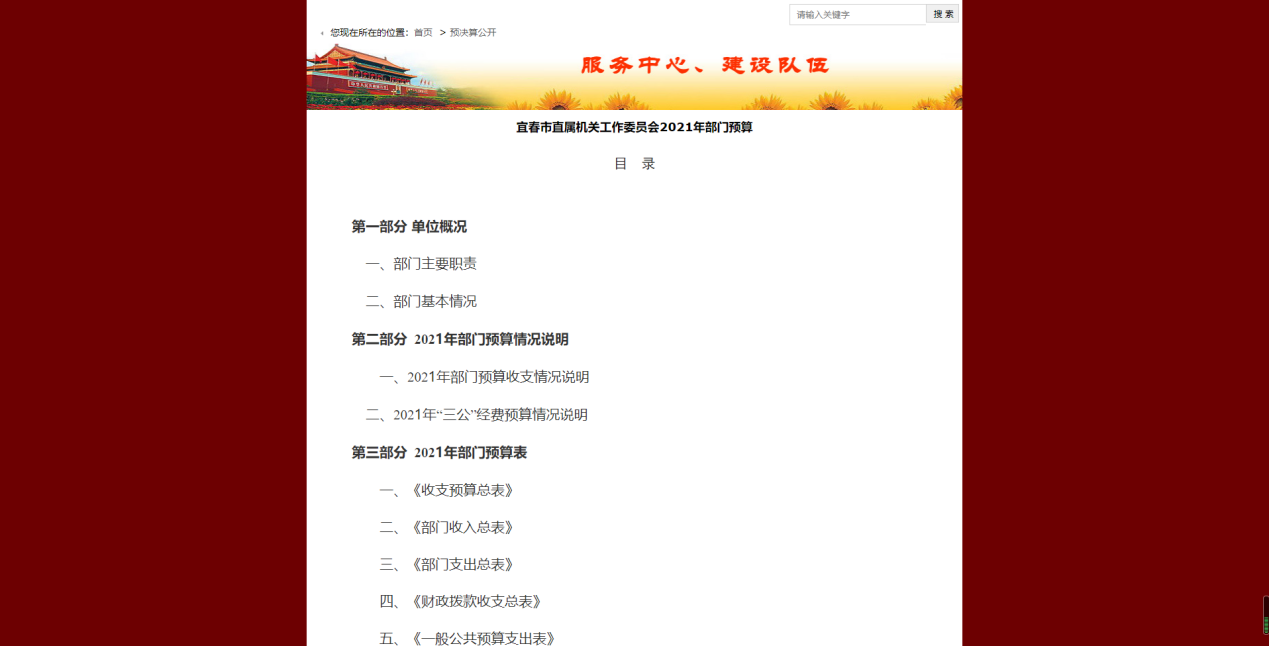 请输入关键字 搜 索
您现在所在的位置：首页 > 预决算公开
服务中心、建设队伍
宜春市直属机关工作委员会2021年部门预算
目 录
第一部分 单位概况
一、部门主要职责
二、部门基本情况
第二部分 2021年部门预算情况说明
一、2021年部门预算收支情况说明
二、2021年“三公”经费预算情况说明
第三部分 2021年部门预算表
一、《收支预算总表》
二、《部门收入总表》
三、《部门支出总表》
四、《财政拨款收支总表》
五、《一般公共预算支出表》